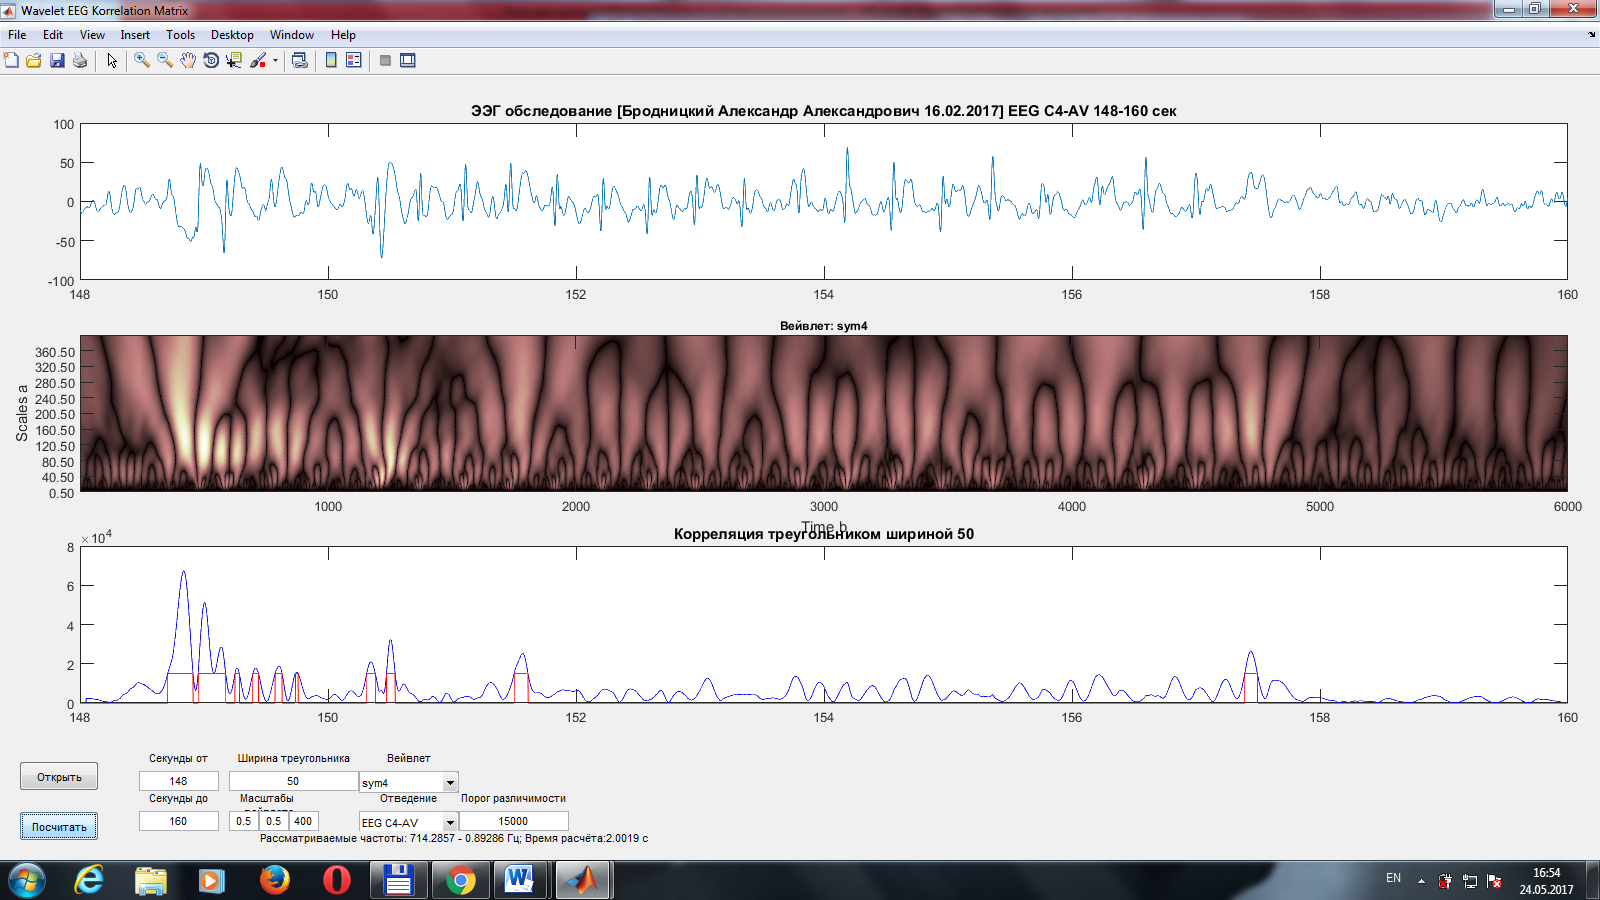 Wavelet EEG Korrelation Matrix
File Edit View Insert Tools Desktop Window Help
ЭЭГ обследование [Бродницкий Александр Александрович 16.02.2017] EEG C4-AV 148-160 сек
100
50
0
-50
-100
148 150 152 154 156 158 160
Вейвлет: sym4
Scales a
360.50
320.50
280.50
240.50
200.50
160.50
120.50
80.50
40.50
0.50
1000 2000 3000 4000 5000 6000
Time b
Корреляция треугольником шириной 50
×10^4
8
6
4
2
0
148 150 152 154 156 158 160
Секунды от Ширина треугольника Вейвлет
Открыть 148 50 sym4
Секунды до Масштабы Отведение Порог различимости
Посчитать 160 0.5 0.5 400 EEG C4-AV 15000
Рассматриваемые частоты: 714.2857 - 0.89286 Гц; Время расчёта:2.0019 с
EN 16:54
24.05.2017